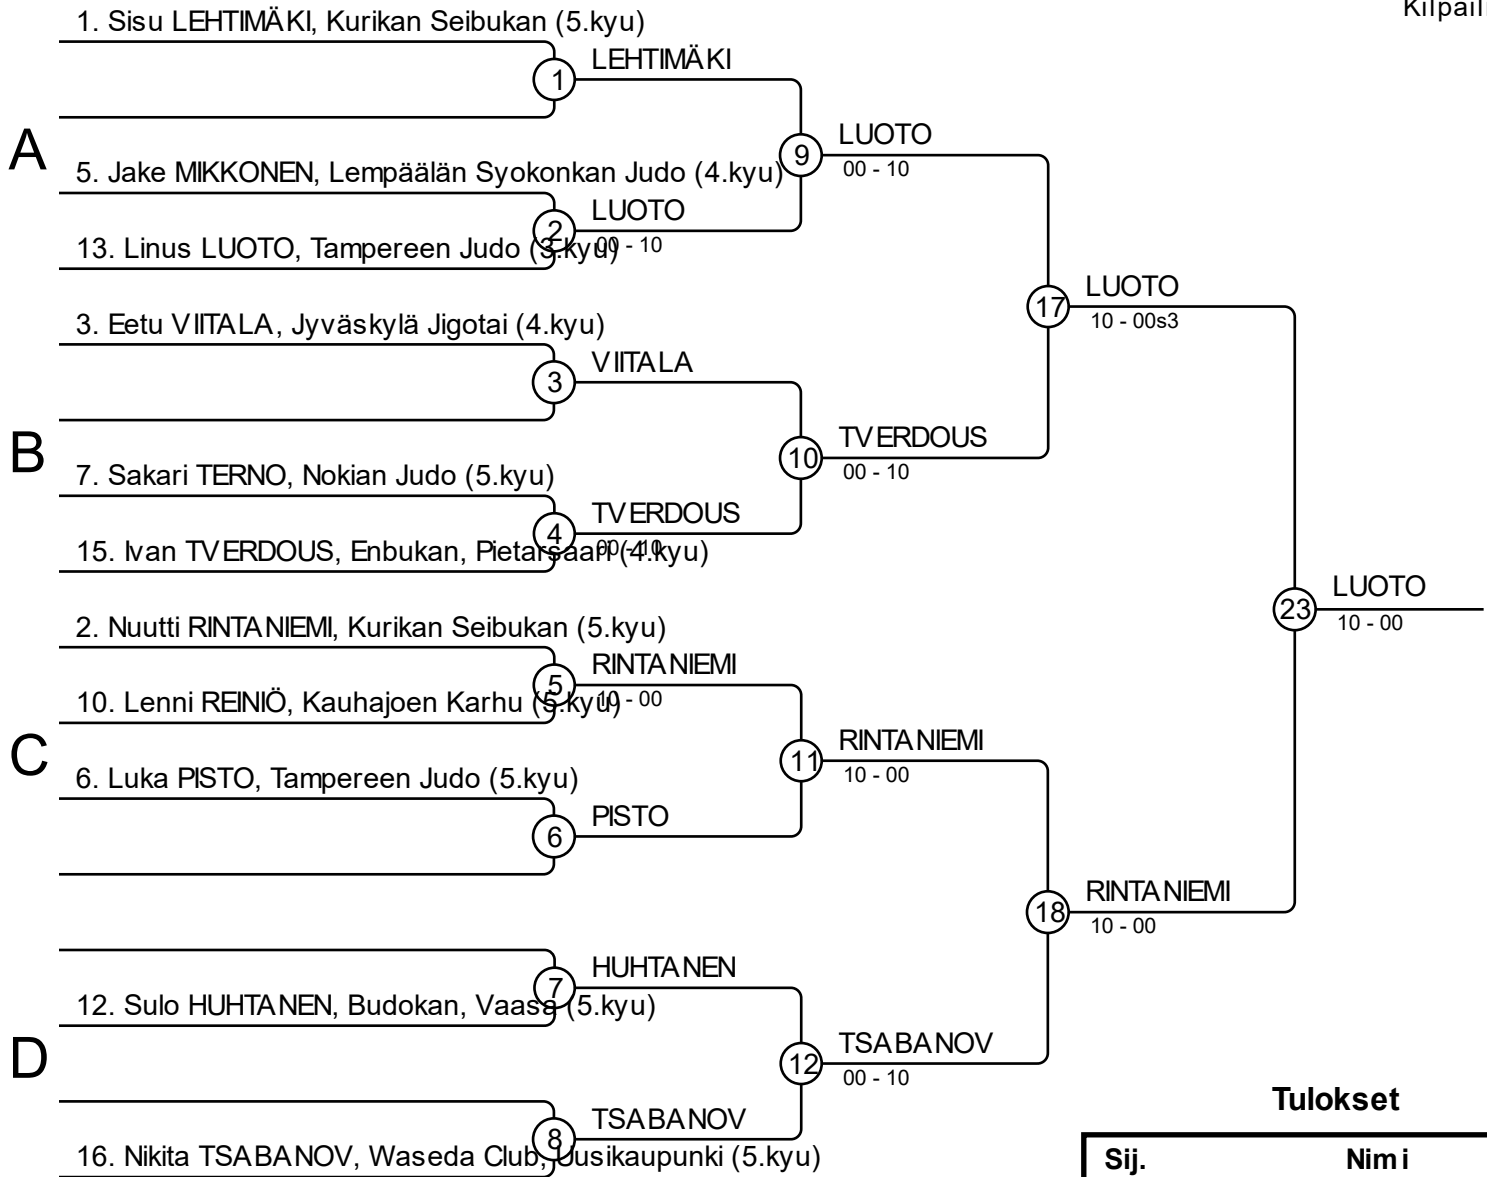 Kilpail
1. Sisu LEHTIMÄKI, Kurikan Seibukan (5.kyu)
1
LEHTIMÄKI
A
5. Jake MIKKONEN, Lempäälän Syokonkan Judo (4.kyu)
9
LUOTO
00 - 10
2
LUOTO
00 - 10
13. Linus LUOTO, Tampereen Judo (3.kyu)
17
LUOTO
10 - 00s3
3. Eetu VIITALA, Jyväskylä Jigotai (4.kyu)
3
VIITALA
B
10
TVERDOUS
00 - 10
7. Sakari TERNO, Nokian Judo (5.kyu)
4
TVERDOUS
00 - 10
15. Ivan TVERDOUS, Enbukan, Pietarsaari (4.kyu)
23
LUOTO
10 - 00
2. Nuutti RINTANIEMI, Kurikan Seibukan (5.kyu)
5
RINTANIEMI
10 - 00
10. Lenni REINIÖ, Kauhajoen Karhu (5.kyu)
C
11
RINTANIEMI
10 - 00
6. Luka PISTO, Tampereen Judo (5.kyu)
6
PISTO
18
RINTANIEMI
10 - 00
7
HUHTANEN
12. Sulo HUHTANEN, Budokan, Vaasa (5.kyu)
D
12
TSABANOV
00 - 10
8
TSABANOV
16. Nikita TSABANOV, Waseda Club, Uusikaupunki (5.kyu)
Tulokset
Sij. Nimi